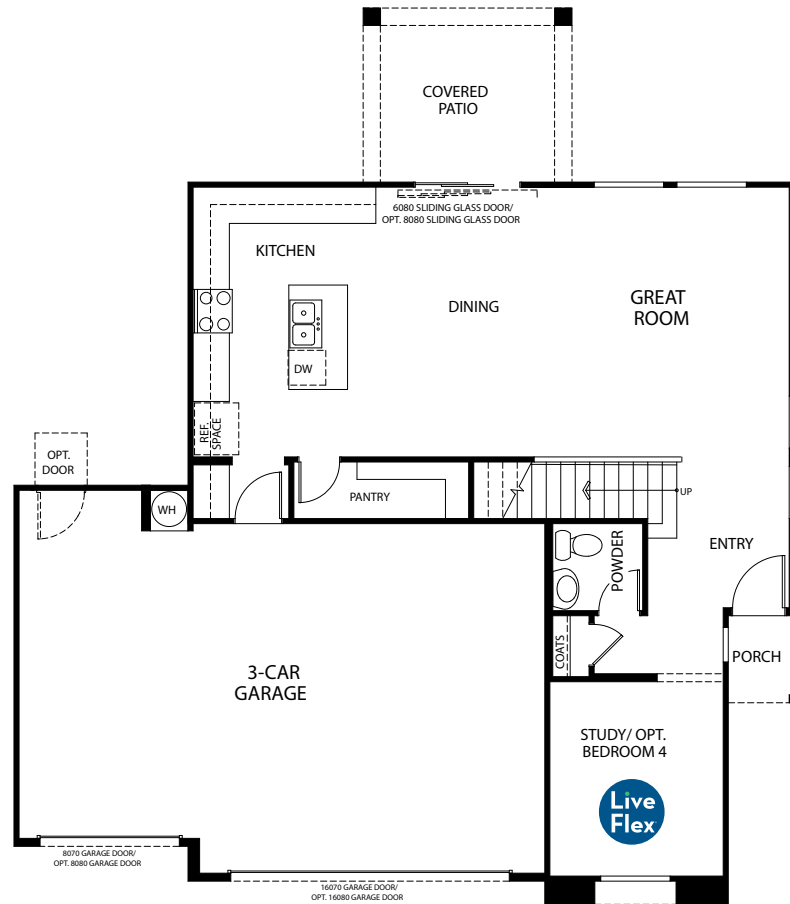 COVERED
PATIO
6080 SLIDING GLASS DOOR/
OPT. 8080 SLIDING GLASS DOOR
KITCHEN
DINING
GREAT
ROOM
DW
REF.
SPACE
OPT.
DOOR
WH
PANTRY
UP
POWDER
ENTRY
COATS
PORCH
3-CAR
GARAGE
STUDY/ OPT.
BEDROOM 4
Live
Flex
8070 GARAGE DOOR/
OPT. 8080 GARAGE DOOR
16070 GARAGE DOOR/
OPT. 16080 GARAGE DOOR